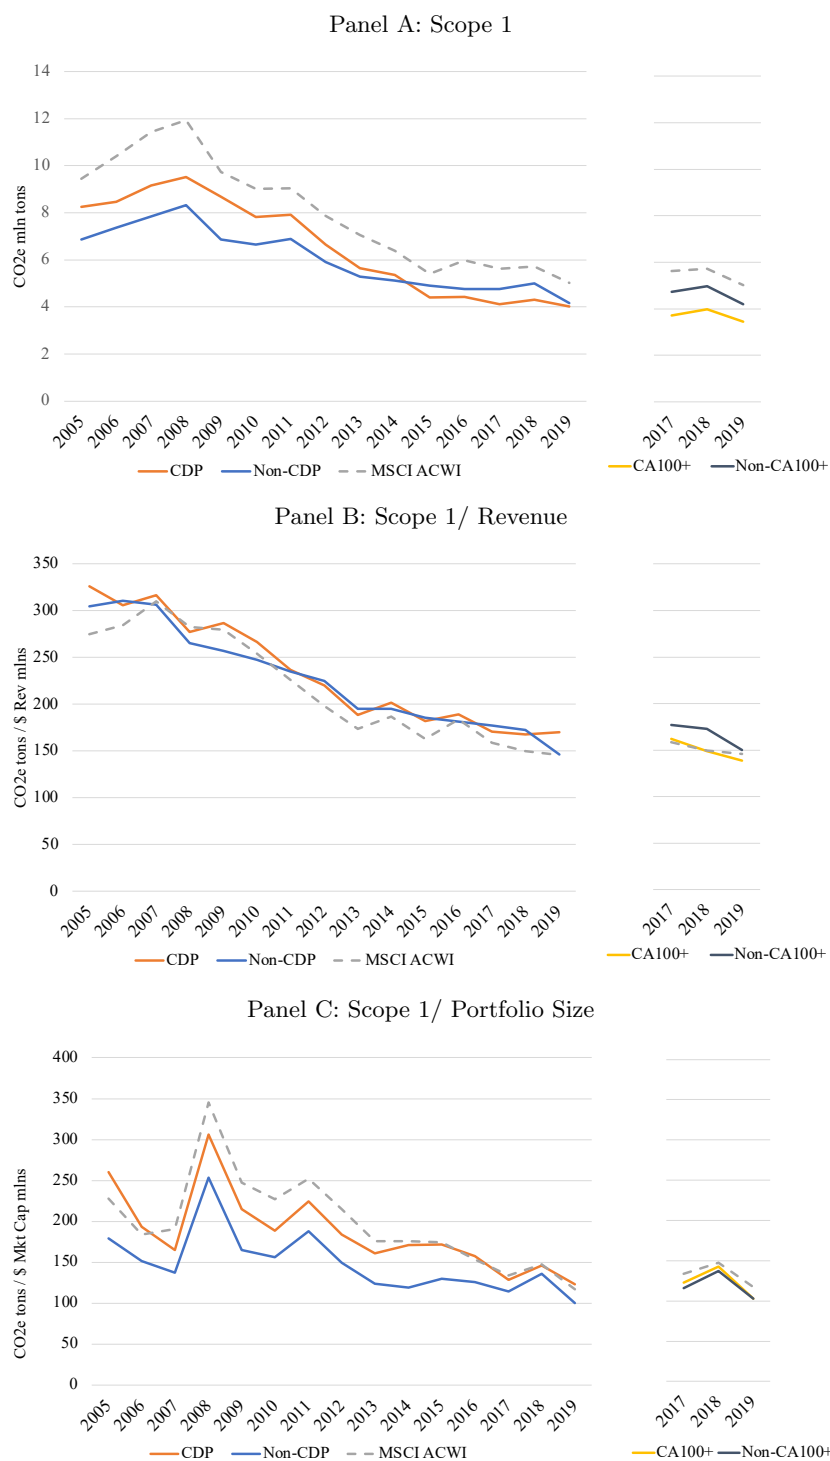 Panel A: Scope 1
CO2e mln tons
14
12
10
8
6
4
2
0
2005 2006 2007 2008 2009 2010 2011 2012 2013 2014 2015 2016 2017 2018 2019
2017 2018 2019
CDP Non-CDP MSCI ACWI
CA100+ Non-CA100+
Panel B: Scope 1/ Revenue
CO2e tons / $ Rev mlns
350
300
250
200
150
100
50
0
2005 2006 2007 2008 2009 2010 2011 2012 2013 2014 2015 2016 2017 2018 2019
2017 2018 2019
CDP Non-CDP MSCI ACWI
CA100+ Non-CA100+
Panel C: Scope 1/ Portfolio Size
CO2e tons / $ Mkt Cap mlns
400
350
300
250
200
150
100
50
0
2005 2006 2007 2008 2009 2010 2011 2012 2013 2014 2015 2016 2017 2018 2019
2017 2018 2019
CDP Non-CDP MSCI ACWI
CA100+ Non-CA100+